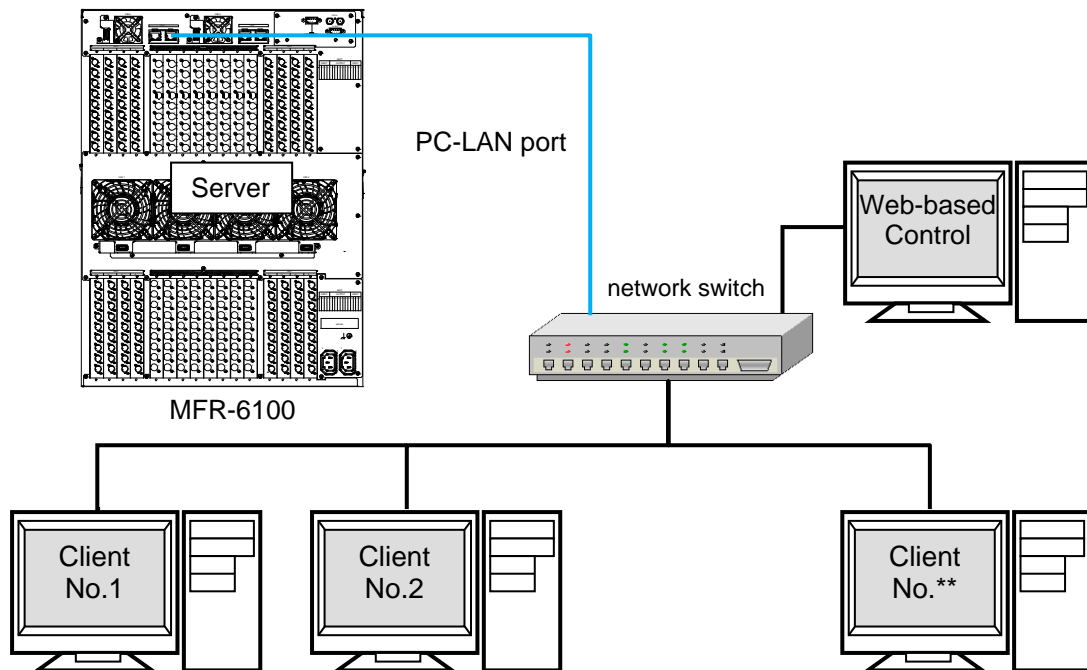 PC-LAN port
Server
Web-based
Control
network switch
MFR-6100
Client
No.1
Client
No.2
Client
No.**